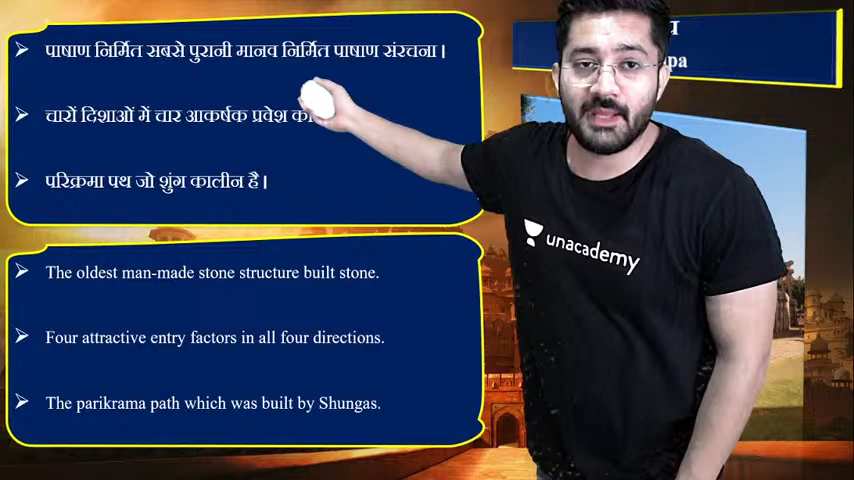 पाषाण निर्मित सबसे पुरानी मानव निर्मित पाषाण संरचना।
चारों दिशाओं में चार आकर्षक प्रवेश
परिक्रमा पथ जो शुंग कालीन है।
The oldest man-made stone structure built stone.
Four attractive entry factors in all four directions.
The parikrama path which was built by Shungas.
unacademy